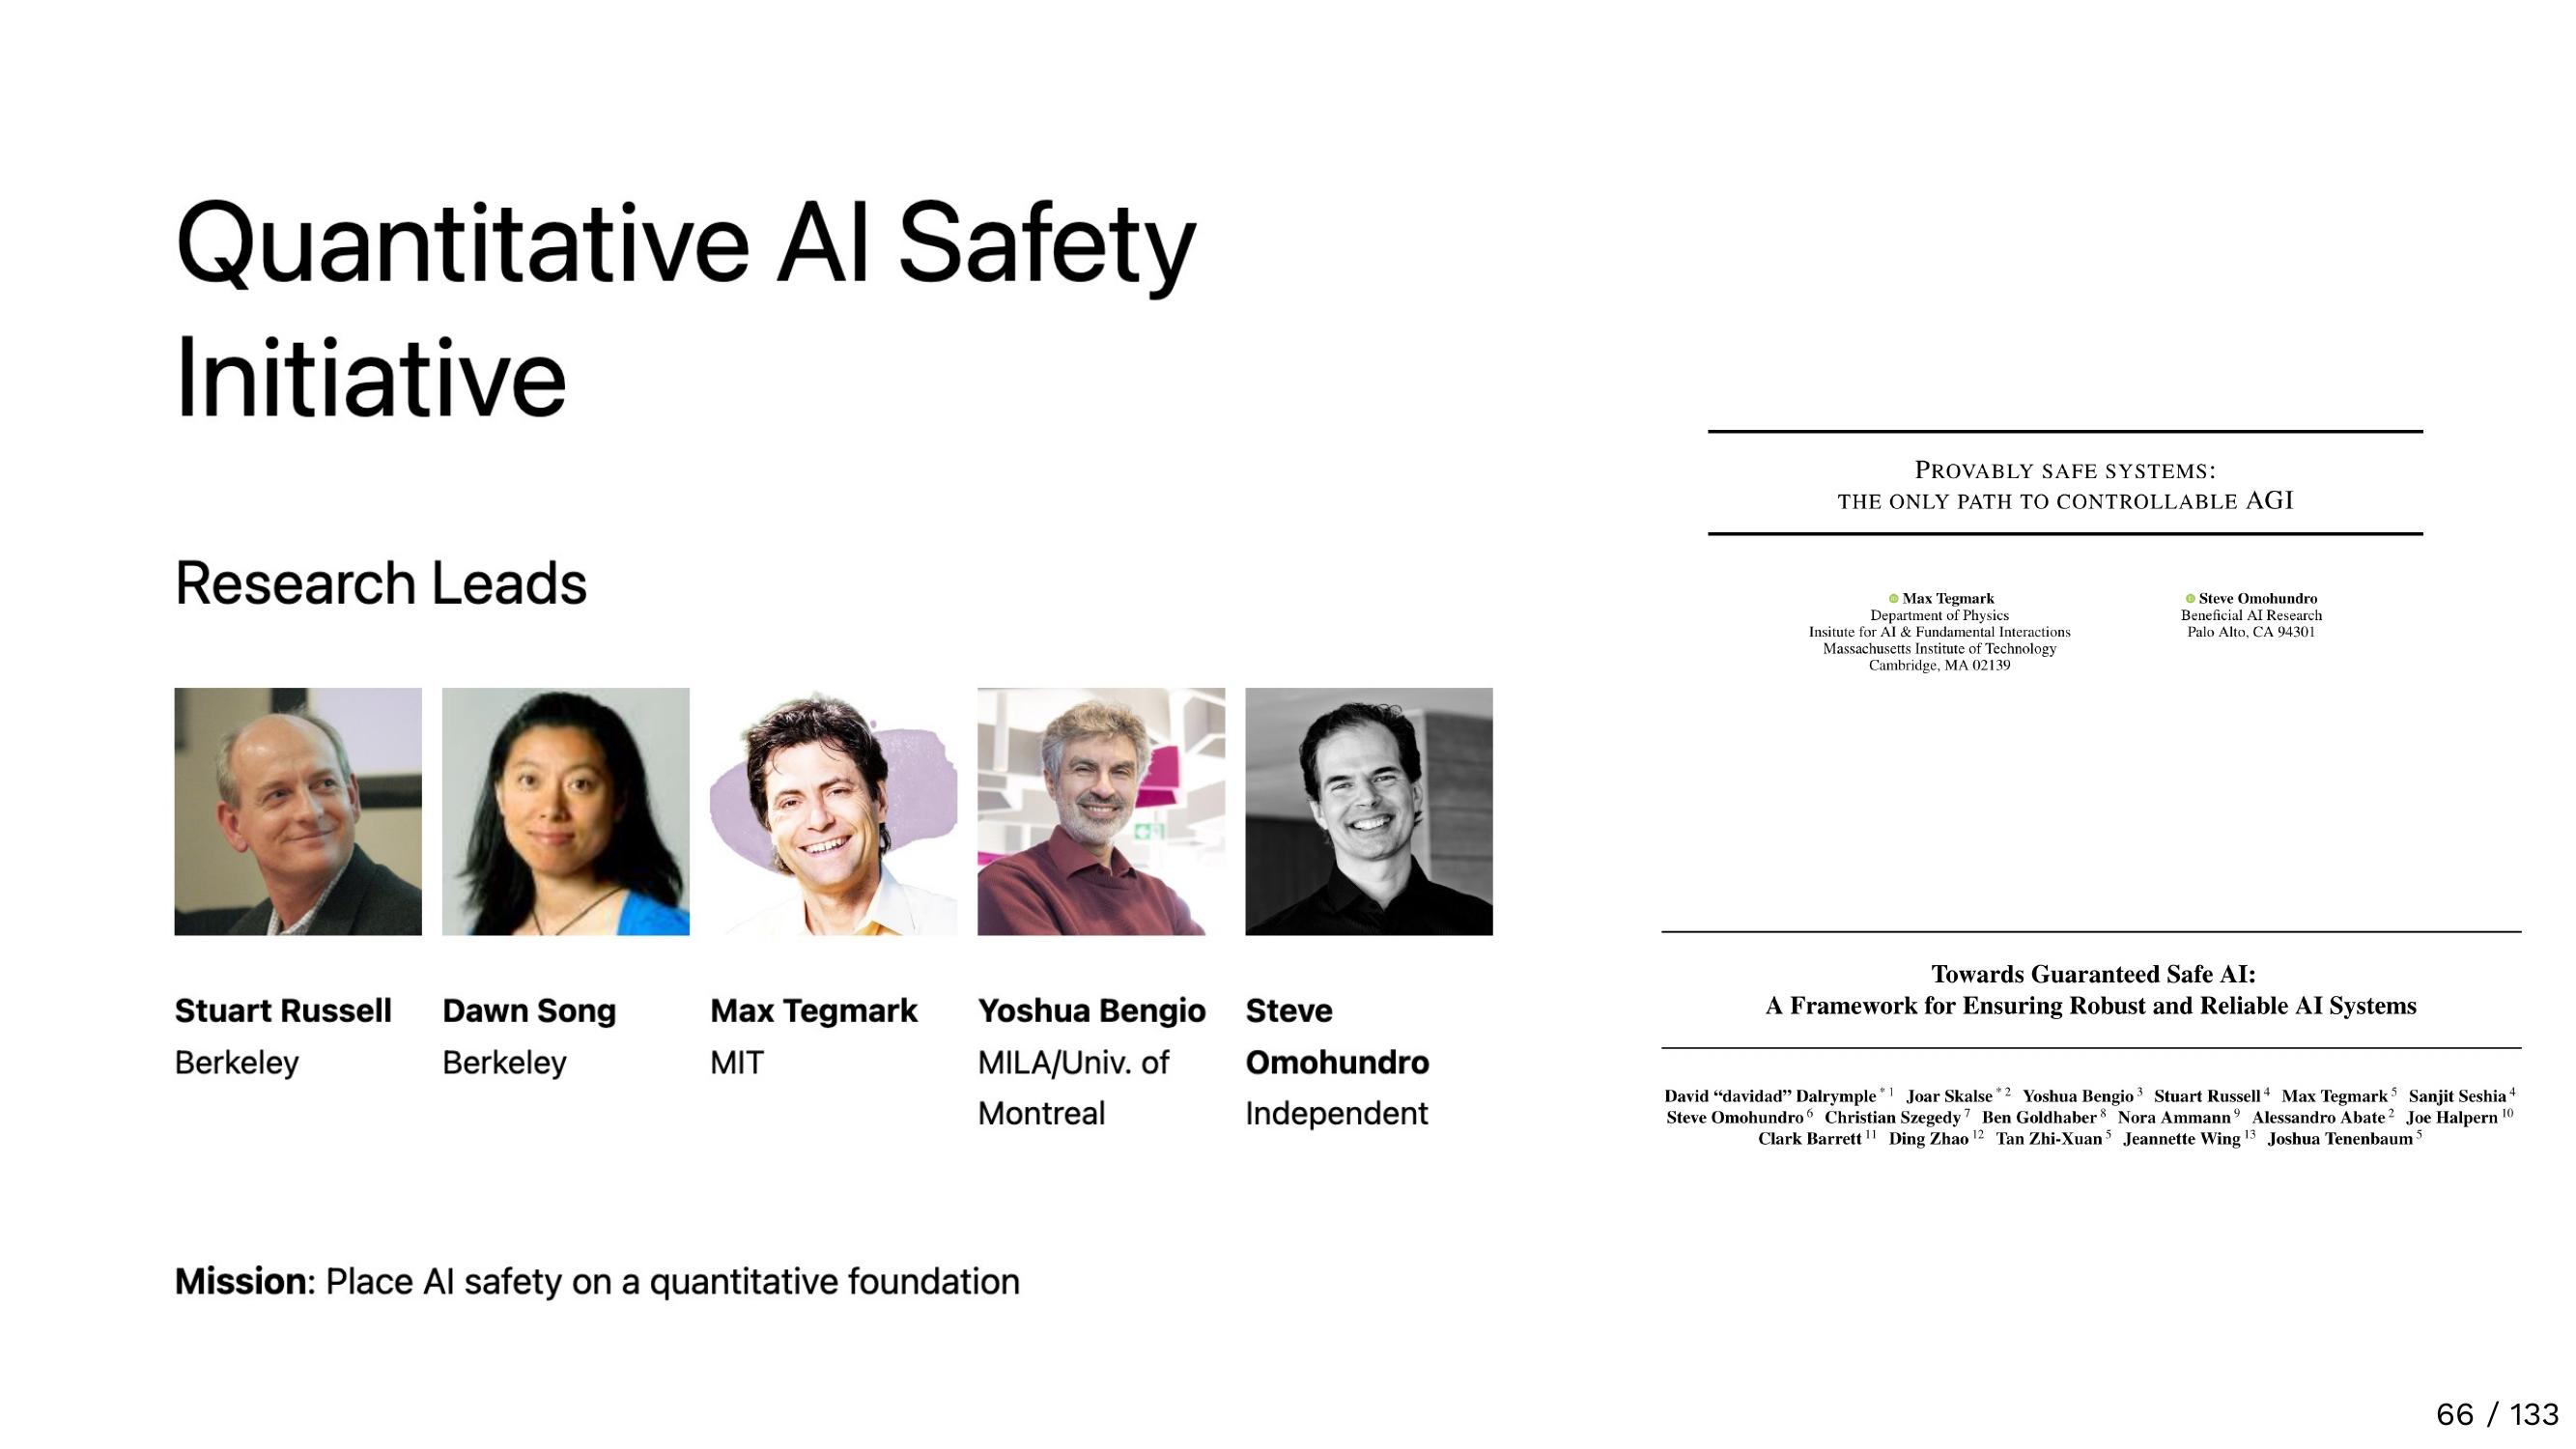 Quantitative AI Safety
Initiative
Research Leads
Stuart Russell
Berkeley
Dawn Song
Berkeley
Max Tegmark
MIT
Yoshua Bengio
MILA/Univ. of
Montreal
Steve
Omohundro
Independent
Mission: Place AI safety on a quantitative foundation
PROVABLY SAFE SYSTEMS:
THE ONLY PATH TO CONTROLLABLE AGI
Max Tegmark
Department of Physics
Insitute for AI & Fundamental Interactions
Massachusetts Institute of Technology
Cambridge, MA 02139
Steve Omohundro
Beneficial AI Research
Palo Alto, CA 94301
Towards Guaranteed Safe AI:
A Framework for Ensuring Robust and Reliable AI Systems
David “davidad” Dalrymple * 1 Joar Skalse * 2 Yoshua Bengio 3 Stuart Russell 4 Max Tegmark 5 Sanjit Seshia 4
Steve Omohundro 6 Christian Szegedy 7 Ben Goldhaber 8 Nora Ammann 9 Alessandro Abate 2 Joe Halpern 10
Clark Barrett 11 Ding Zhao 12 Tan Zhi-Xuan 5 Jeannette Wing 13 Joshua Tenenbaum 5
66 / 133